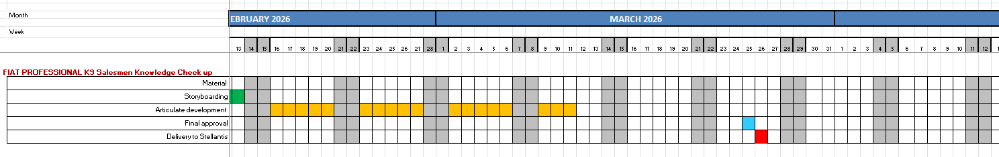 Month EBRUARY 2026 MARCH 2026
Week
13 14 15 16 17 18 19 20 21 22 23 24 25 26 27 28 1 2 3 4 5 6 7 8 9 10 11 12 13 14 15 16 17 18 19 20 21 22 23 24 25 26 27 28 29 30 31 1 2 3 4 5 6 7 8 9 10 11 12 1
FIAT PROFESSIONAL K9 Salesmen Knowledge Check up
Material
Storyboarding
Articulate development
Final approval
Delivery to Stellantis